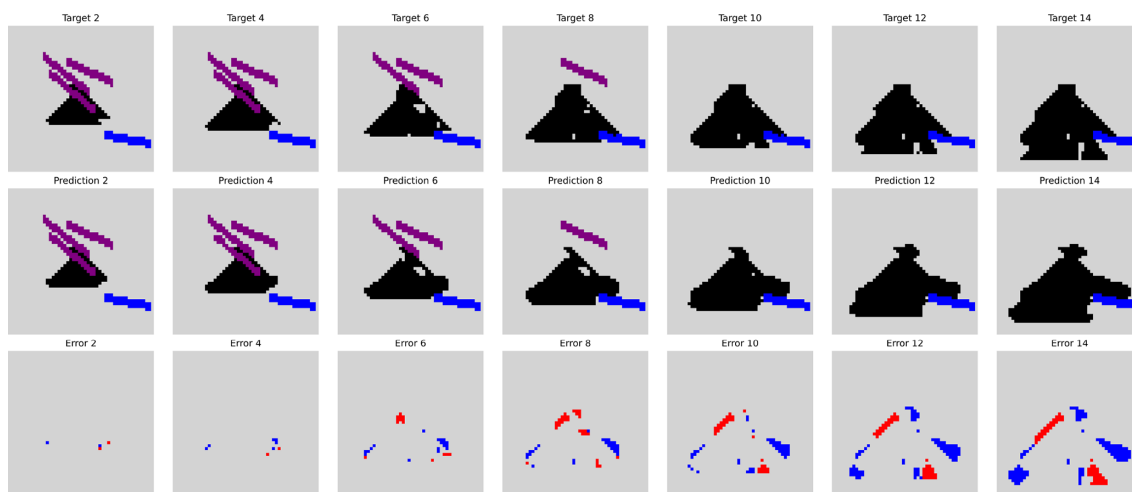 Target 2 Target 4 Target 6 Target 8 Target 10 Target 12 Target 14
Prediction 2 Prediction 4 Prediction 6 Prediction 8 Prediction 10 Prediction 12 Prediction 14
Error 2 Error 4 Error 6 Error 8 Error 10 Error 12 Error 14